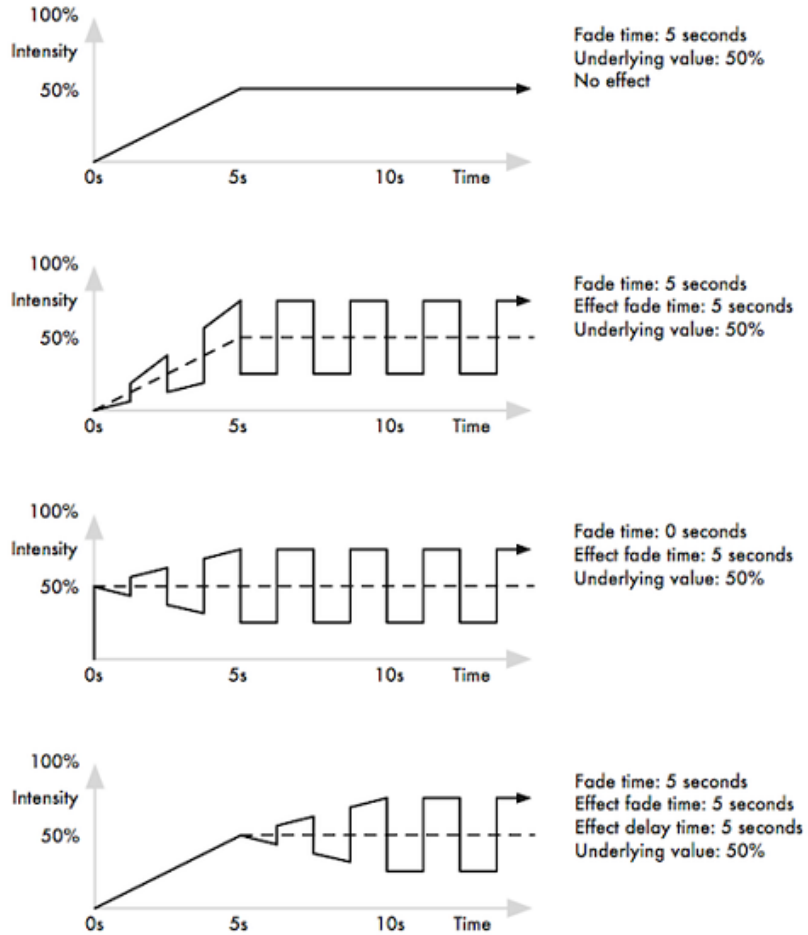 100%
Intensity
50%
0s 5s 10s Time
Fade time: 5 seconds
Underlying value: 50%
No effect
100%
Intensity
50%
0s 5s 10s Time
Fade time: 5 seconds
Effect fade time: 5 seconds
Underlying value: 50%
100%
Intensity
50%
0s 5s 10s Time
Fade time: 0 seconds
Effect fade time: 5 seconds
Underlying value: 50%
100%
Intensity
50%
0s 5s 10s Time
Fade time: 5 seconds
Effect fade time: 5 seconds
Effect delay time: 5 seconds
Underlying value: 50%